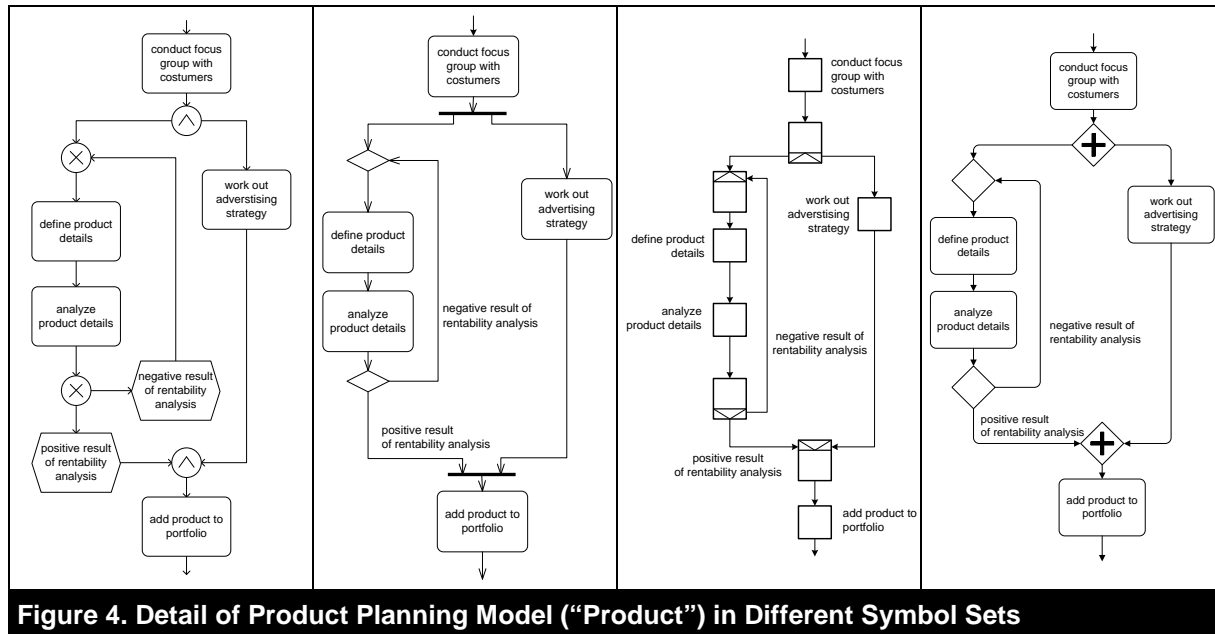 conduct focus
group with
costumers
work out
adverstising
strategy
define product
details
analyze
product details
negative result
of rentability
analysis
positive result
of rentability
analysis
add product to
portfolio
conduct focus
group with
costumers
work out
advertising
strategy
define product
details
analyze
product details
negative result of
rentability analysis
positive result
of rentability analysis
add product to
portfolio
conduct focus
group with
costumers
work out
adverstising
strategy
define product
details
analyze
product details
negative result of
rentability analysis
positive result
of rentability analysis
add product to
portfolio
conduct focus
group with
costumers
work out
advertising
strategy
define product
details
analyze
product details
negative result of
rentability analysis
positive result
of rentability analysis
add product to
portfolio
Figure 4. Detail of Product Planning Model (“Product”) in Different Symbol Sets